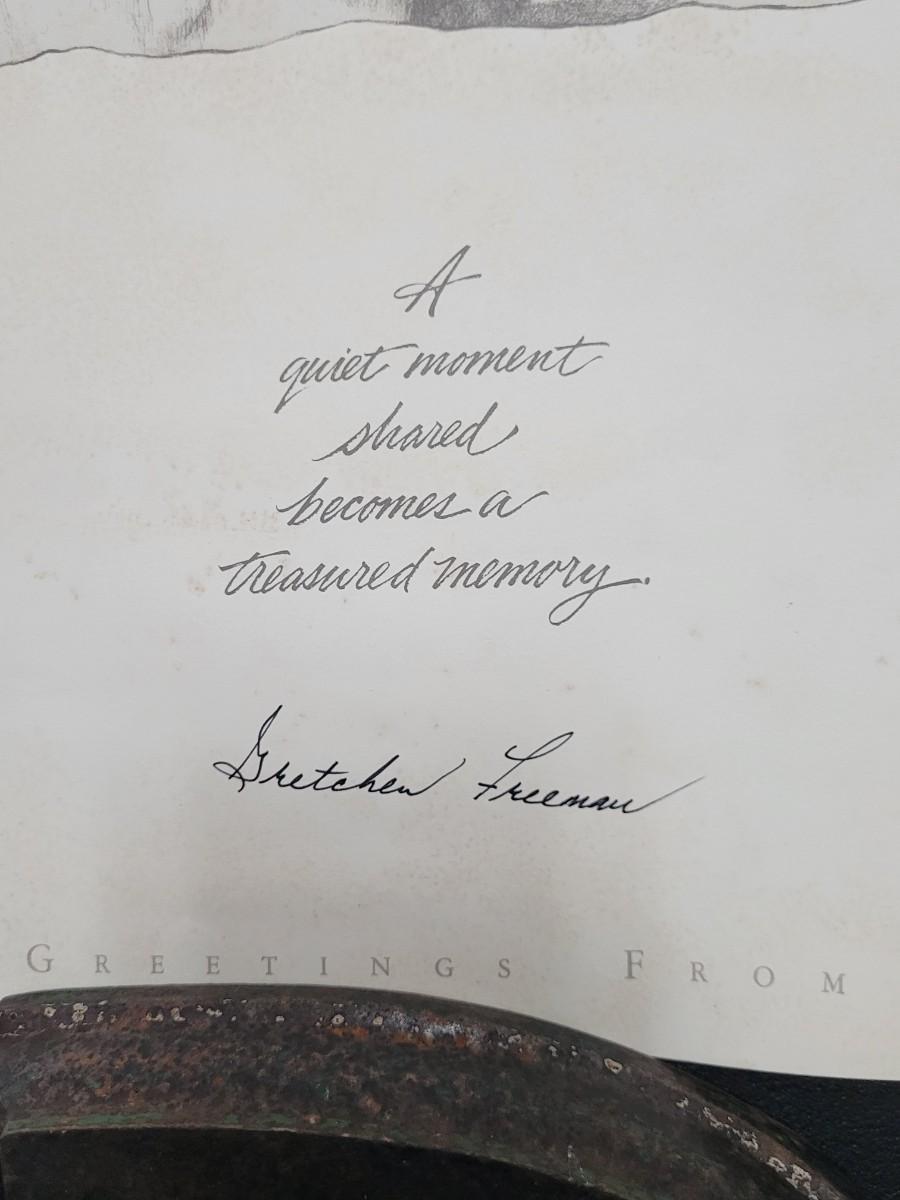 A
quiet moment
shared
becomes a
treasured memory.
Gretchen Freeman
GREETINGS FROM